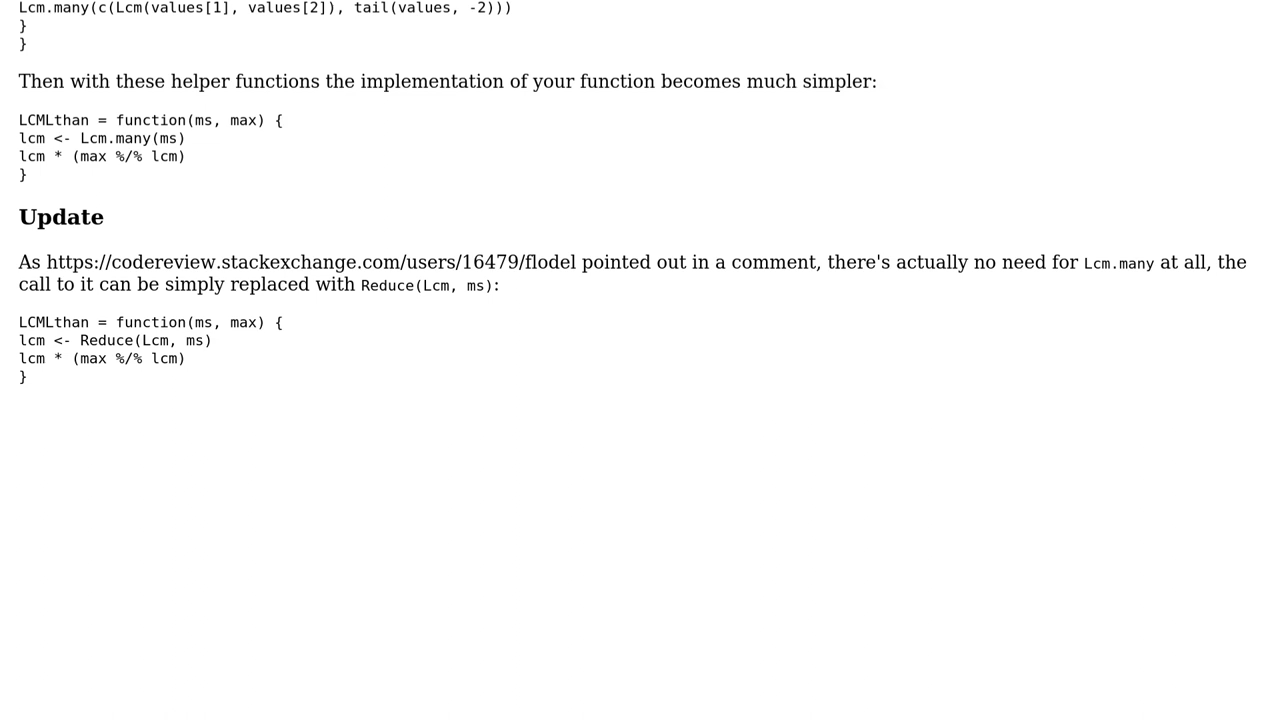 Lcm.many(c(Lcm(values[1], values[2]), tail(values, -2)))
}
}
Then with these helper functions the implementation of your function becomes much simpler:
LCMLthan = function(ms, max) {
lcm <- Lcm.many(ms)
lcm * (max %/% lcm)
}
Update
As https://codereview.stackexchange.com/users/16479/flodel pointed out in a comment, there's actually no need for Lcm.many at all, the
call to it can be simply replaced with Reduce(Lcm, ms):
LCMLthan = function(ms, max) {
lcm <- Reduce(Lcm, ms)
lcm * (max %/% lcm)
}